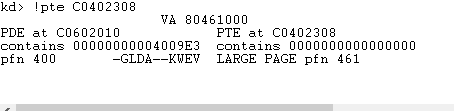 kd> !pte C0402308
VA 80461000
PDE at C0602010 PTE at C0402308
contains 00000000004009E3 contains 0000000000000000
pfn 400 -GLDA--KWEV LARGE PAGE pfn 461